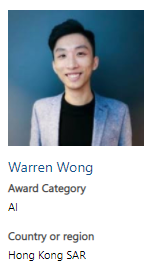 Warren Wong
Award Category
AI
Country or region
Hong Kong SAR